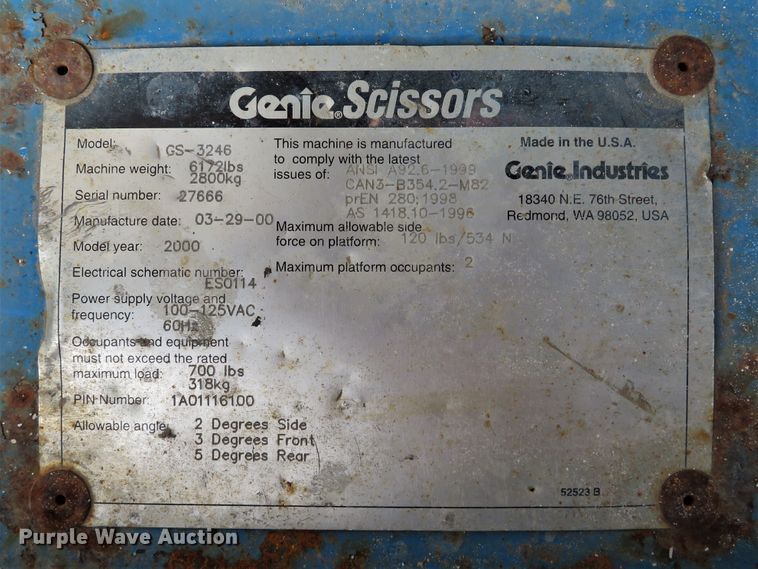 Genie Scissors
Model: GS-3246
Machine weight: 6172lbs
2800kg
Serial number: 27666
Manufacture date: 03-29-00
Model year: 2000
Electrical schematic number:
ES0114
Power supply voltage and
frequency: 100-125VAC
60Hz
Occupants and equipment
must not exceed the rated
maximum load: 700 lbs
318kg
PIN Number: 1A01116100
Allowable angle: 2 Degrees Side
3 Degrees Front
5 Degrees Rear
This machine is manufactured
to comply with the latest
issues of: ANSI A92.6-1999
CAN3-B354.2-M82
prEN 280:1998
AS 1418.10-1996
Maximum allowable side
force on platform: 120 lbs/534 N
Maximum platform occupants: 2
Made in the U.S.A.
Genie Industries
18340 N.E. 76th Street,
Redmond, WA 98052, USA
52523 B
Purple Wave Auction